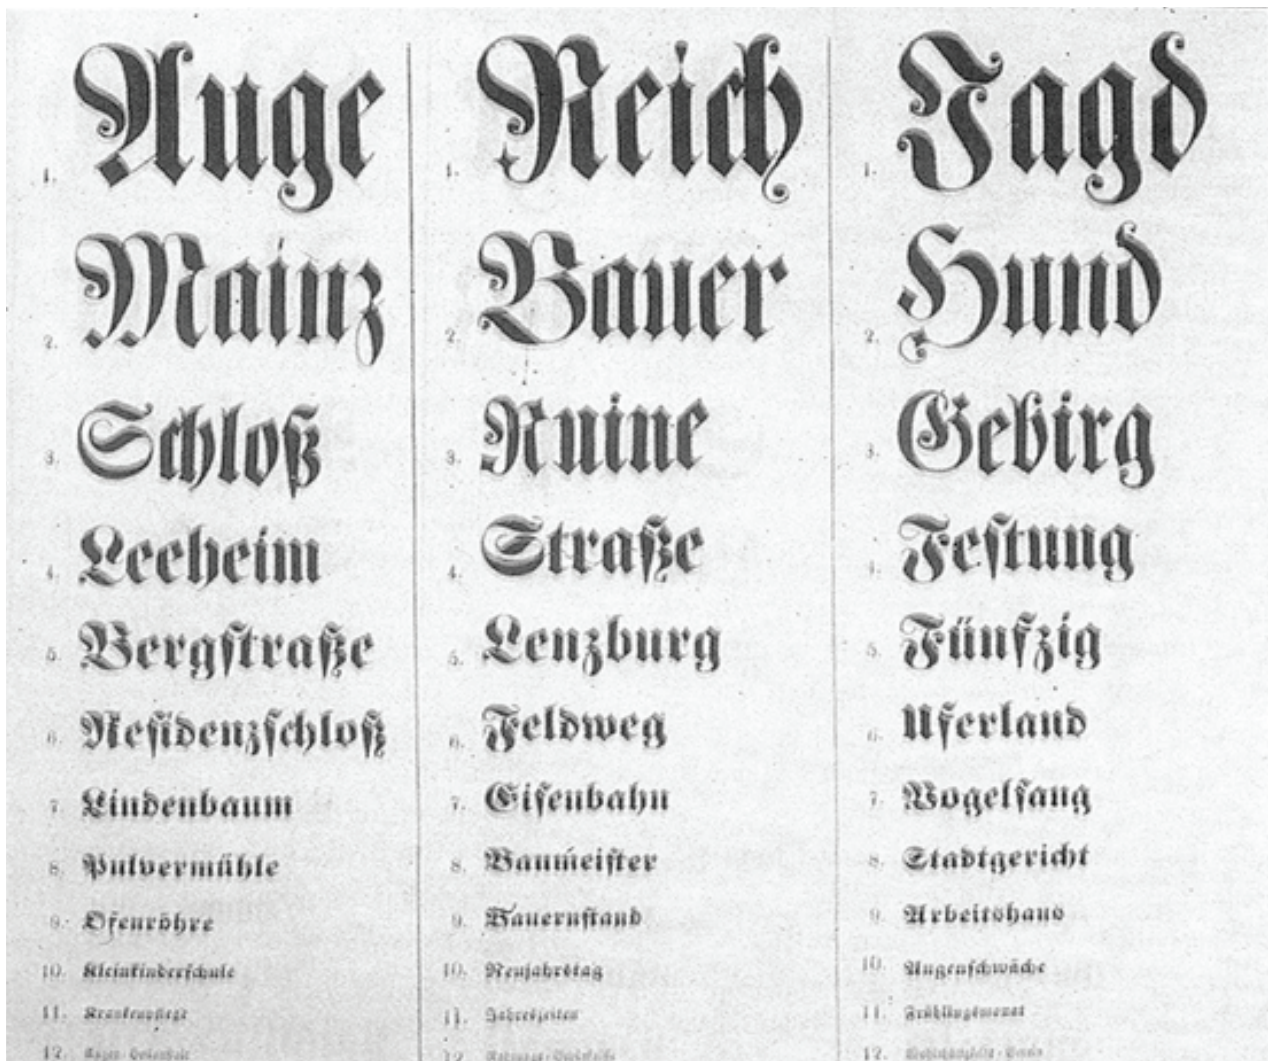 1. Auge
2. Mainz
3. Schloß
4. Leeheim
5. Bergstraße
6. Residenzschloß
7. Lindenbaum
8. Pulvermühle
9. Ofenröhre
10. Kleinkinderschule
11. Krankenpflege
12.
1. Reich
2. Bauer
3. Ruine
4. Straße
5. Lenzburg
6. Feldweg
7. Eisenbahn
8. Baumeister
9. Bauernstand
10. Neujahrstag
11. Jahreszeiten
12.
1. Jagd
2. Hund
3. Gebirg
4. Festung
5. Fünfzig
6. Uferland
7. Vogelsang
8. Stadtgericht
9. Arbeitshaus
10. Augenschwäche
11. Frühlingsmonat
12.